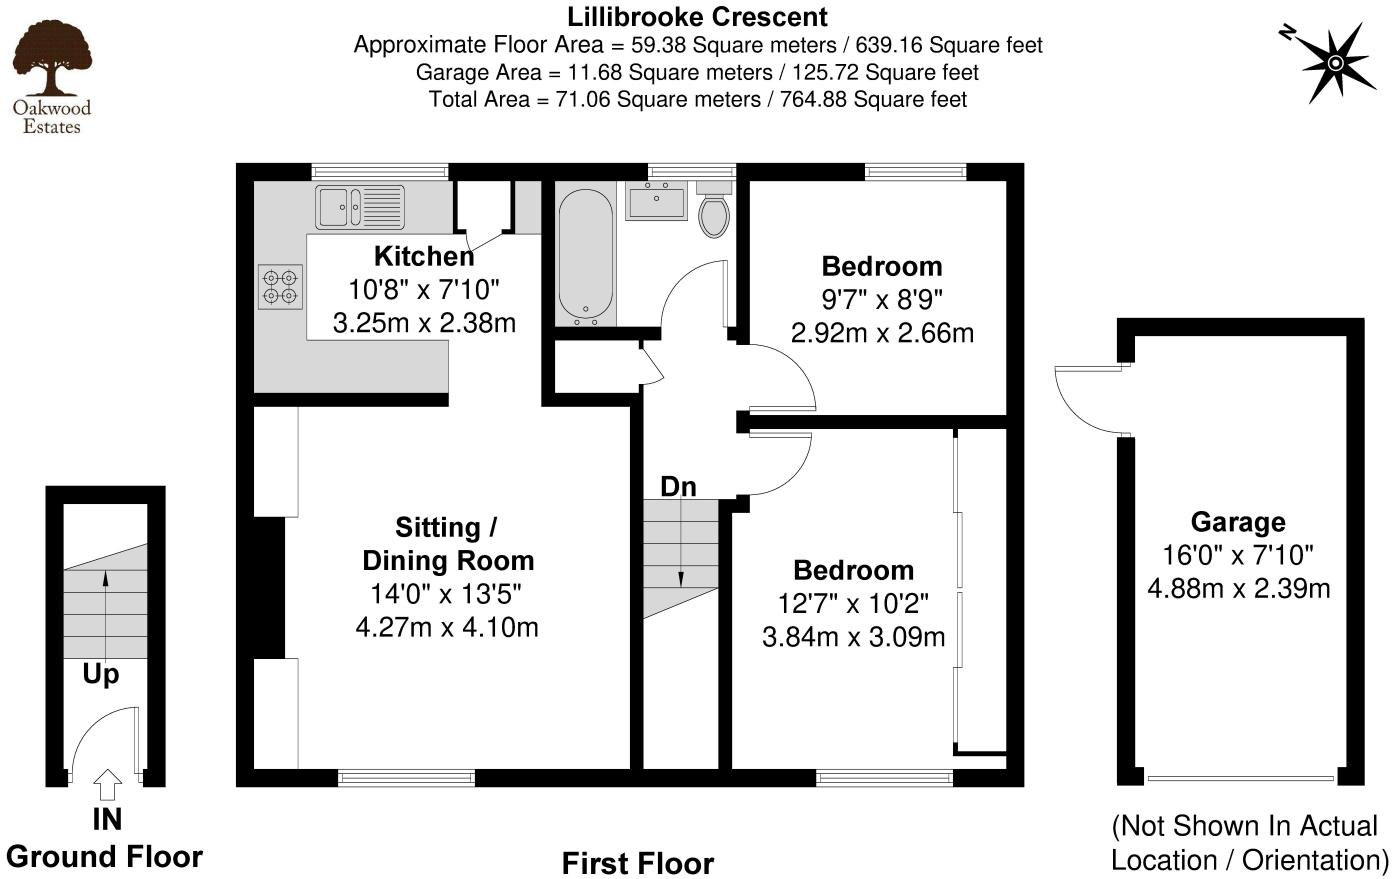 Lillibrooke Crescent
Approximate Floor Area = 59.38 Square meters / 639.16 Square feet
Garage Area = 11.68 Square meters / 125.72 Square feet
Total Area = 71.06 Square meters / 764.88 Square feet
Oakwood
Estates
N
Kitchen
10'8" x 7'10"
3.25m x 2.38m
Bedroom
9'7" x 8'9"
2.92m x 2.66m
Sitting /
Dining Room
14'0" x 13'5"
4.27m x 4.10m
Dn
Bedroom
12'7" x 10'2"
3.84m x 3.09m
Garage
16'0" x 7'10"
4.88m x 2.39m
Up
IN
Ground Floor
First Floor
(Not Shown In Actual
Location / Orientation)